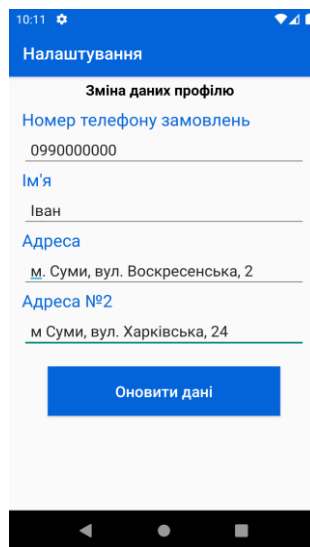 10:11
Налаштування
Зміна даних профілю
Номер телефону замовлень
0990000000
Ім'я
Іван
Адреса
м. Суми, вул. Воскресенська, 2
Адреса №2
м Суми, вул. Харківська, 24
Оновити дані